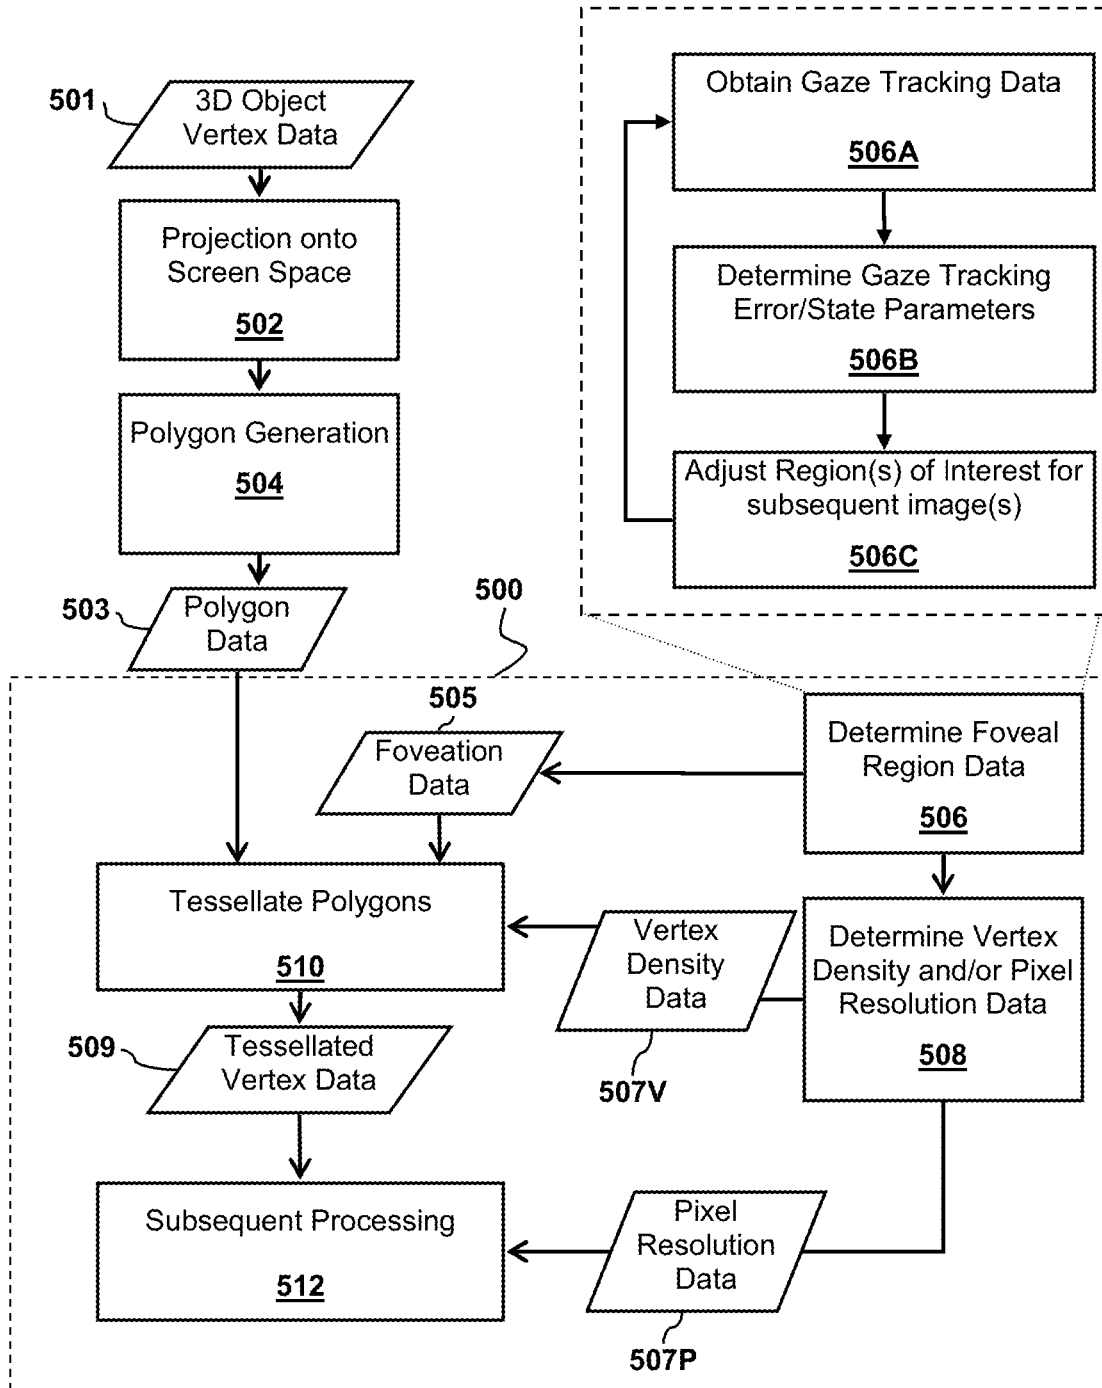 501
3D Object
Vertex Data
Projection onto
Screen Space
502
Polygon Generation
504
503
Polygon
Data
Obtain Gaze Tracking Data
506A
Determine Gaze Tracking
Error/State Parameters
506B
Adjust Region(s) of Interest for
subsequent image(s)
506C
500
505
Foveation
Data
Determine Foveal
Region Data
506
Tessellate Polygons
510
Vertex
Density
Data
507V
Determine Vertex
Density and/or Pixel
Resolution Data
508
509
Tessellated
Vertex Data
Subsequent Processing
512
Pixel
Resolution
Data
507P